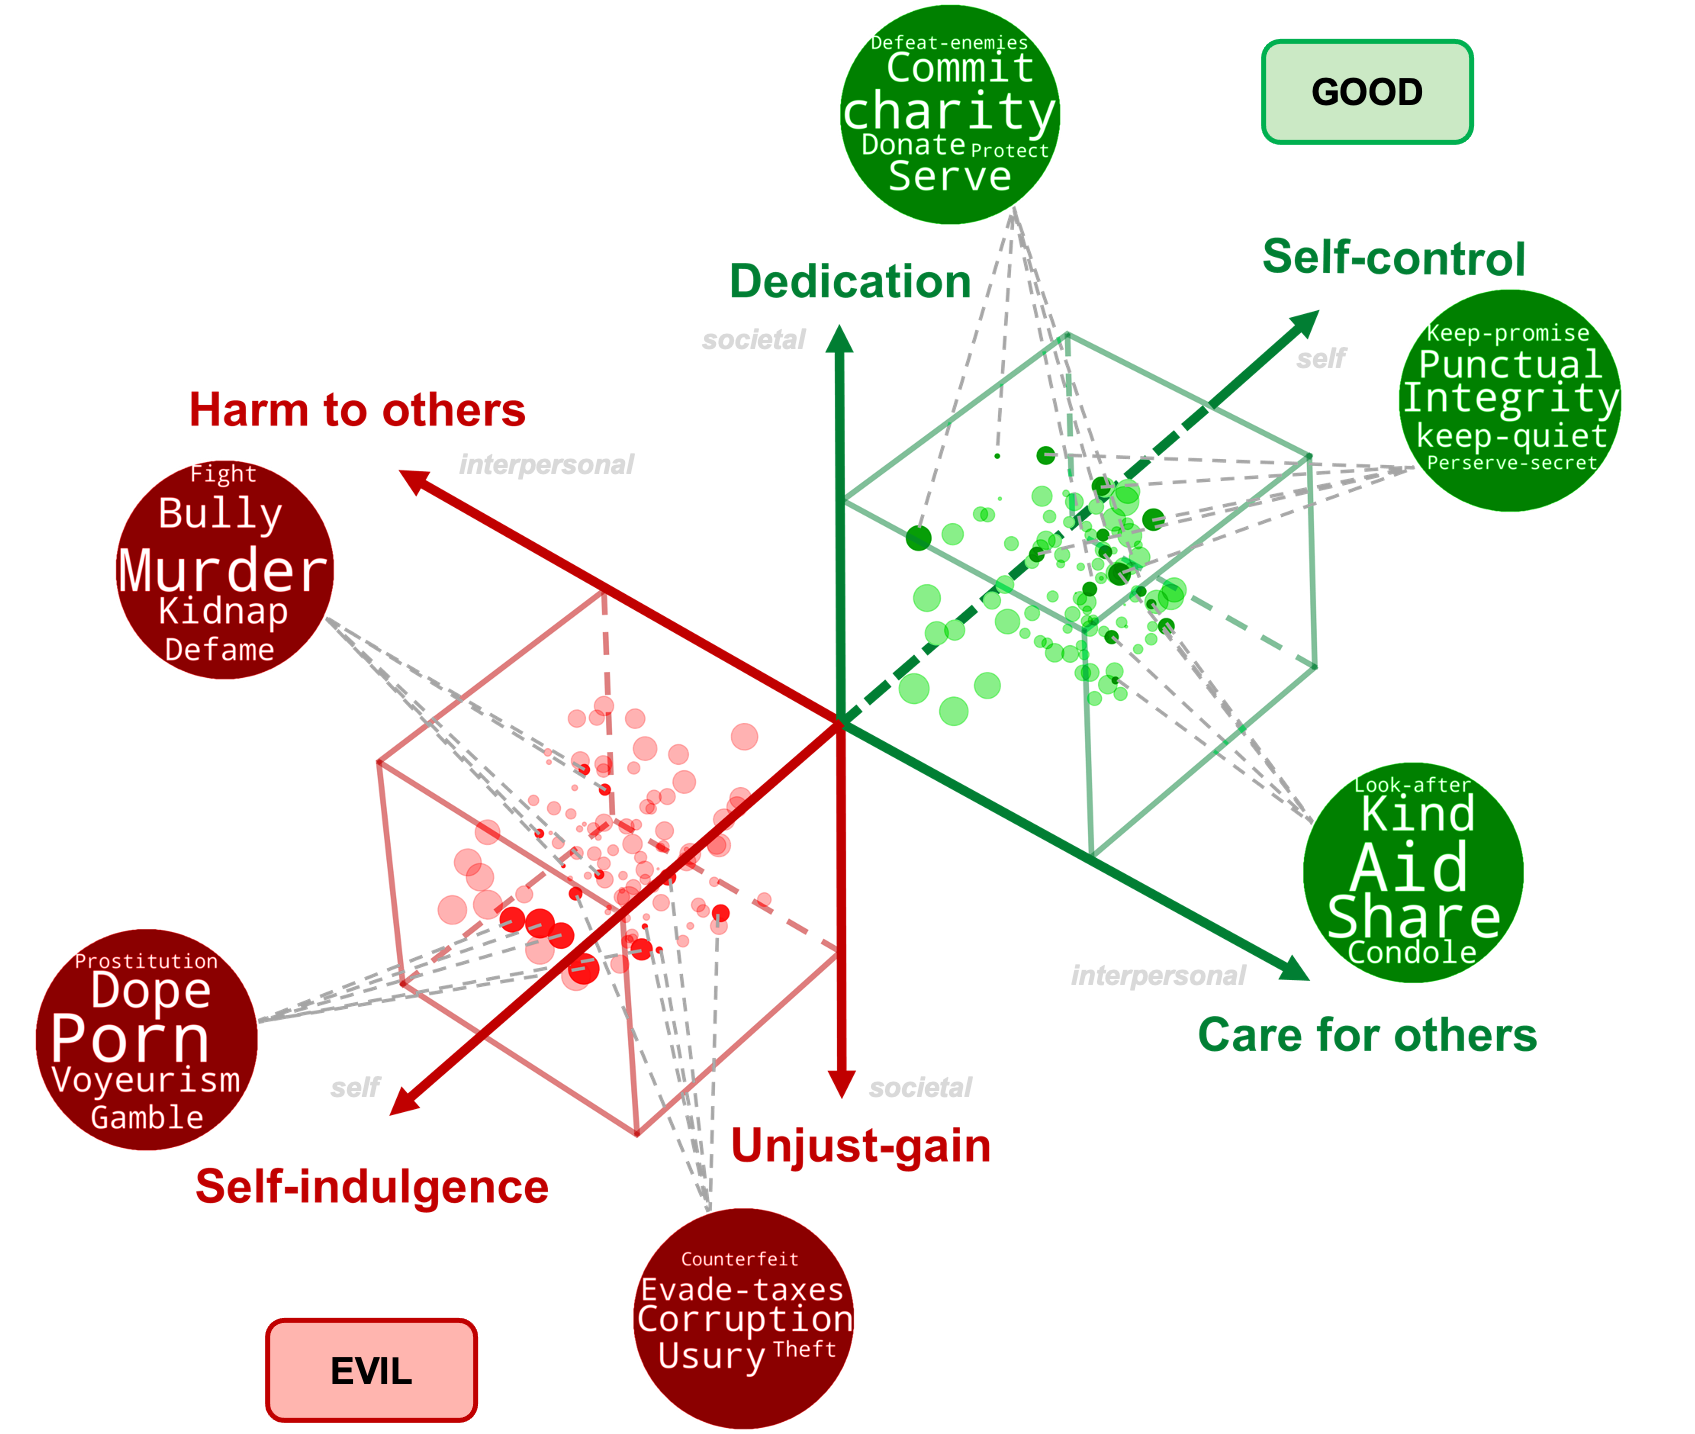 Defeat-enemies
Commit
charity
Donate Protect
Serve
GOOD
Self-control
self
Dedication
societal
Keep-promise
Punctual
Integrity
keep-quiet
Perserve-secret
Harm to others
interpersonal
Fight
Bully
Murder
Kidnap
Defame
Look-after
Kind
Aid
Share
Condole
interpersonal
Care for others
Prostitution
Dope
Porn
Voyeurism
Gamble
self
Self-indulgence
societal
Unjust-gain
Counterfeit
Evade-taxes
Corruption
Usury Theft
EVIL